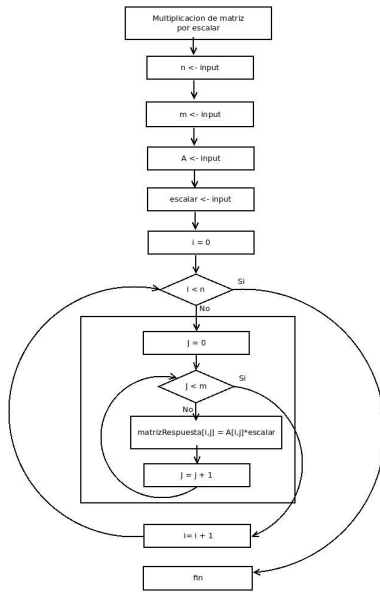 Multiplicacion de matriz
por escalar
n <- input
m <- input
A <- input
escalar <- input
i = 0
i < n
Si
No
J = 0
J < m
Si
No
matrizRespuesta[i,j] = A[i,j]*escalar
J = J + 1
i= i + 1
fin